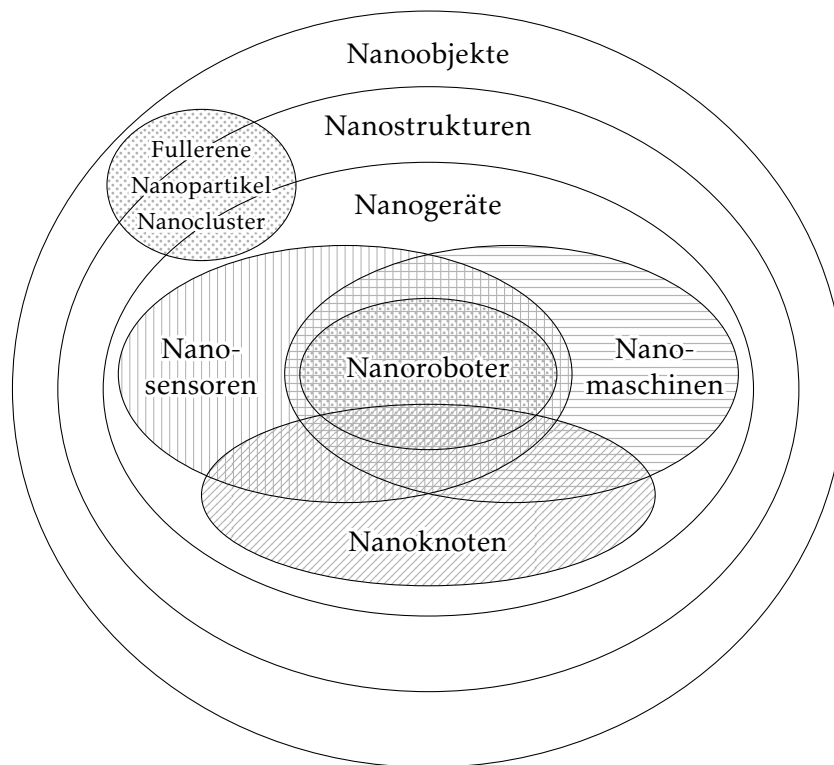 Nanoobjekte
Nanostrukturen
Fullerene
Nanopartikel
Nanocluster
Nanogeräte
Nano-
sensoren
Nanoroboter
Nano-
maschinen
Nanoknoten